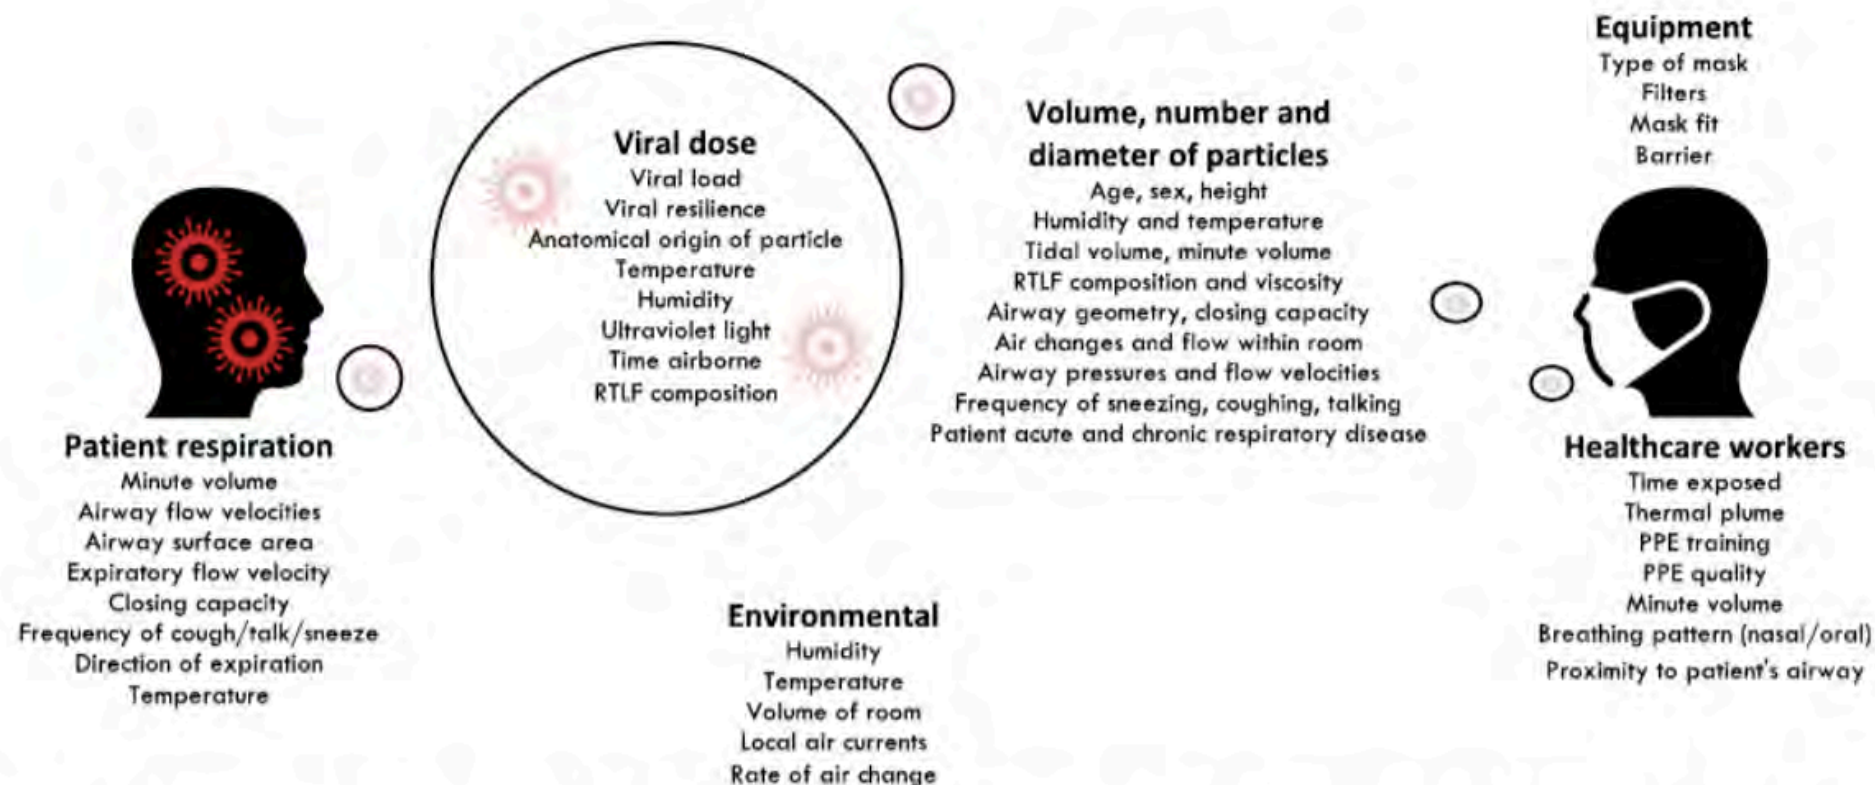 Equipment
Type of mask
Filters
Mask fit
Barrier
Volume, number and
diameter of particles
Age, sex, height
Humidity and temperature
Tidal volume, minute volume
RTLF composition and viscosity
Airway geometry, closing capacity
Air changes and flow within room
Airway pressures and flow velocities
Frequency of sneezing, coughing, talking
Patient acute and chronic respiratory disease
Viral dose
Viral load
Viral resilience
Anatomical origin of particle
Temperature
Humidity
Ultraviolet light
Time airborne
RTLF composition
Patient respiration
Minute volume
Airway flow velocities
Airway surface area
Expiratory flow velocity
Closing capacity
Frequency of cough/talk/sneeze
Direction of expiration
Temperature
Environmental
Humidity
Temperature
Volume of room
Local air currents
Rate of air change
Healthcare workers
Time exposed
Thermal plume
PPE training
PPE quality
Minute volume
Breathing pattern (nasal/oral)
Proximity to patient's airway